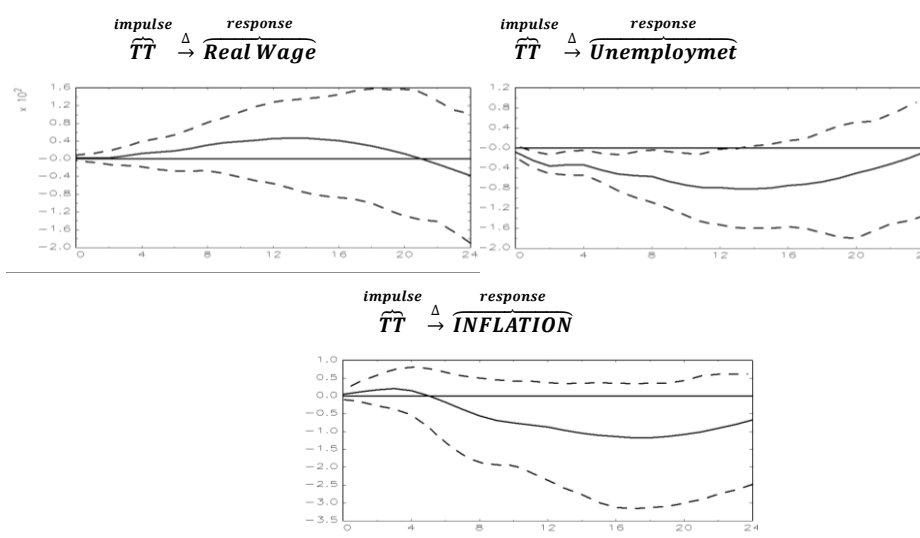 impulse response
TT Δ → Real Wage
impulse response
TT Δ → Unemploymet
x 10²
1.6
1.2
0.8
0.4
-0.0
-0.4
-0.8
-1.2
-1.6
-2.0
0 4 8 12 16 20 24
1.2
0.8
0.4
-0.0
-0.4
-0.8
-1.2
-1.6
-2.0
0 4 8 12 16 20 24
impulse response
TT Δ → INFLATION
1.0
0.5
0.0
-0.5
-1.0
-1.5
-2.0
-2.5
-3.0
-3.5
0 4 8 12 16 20 24